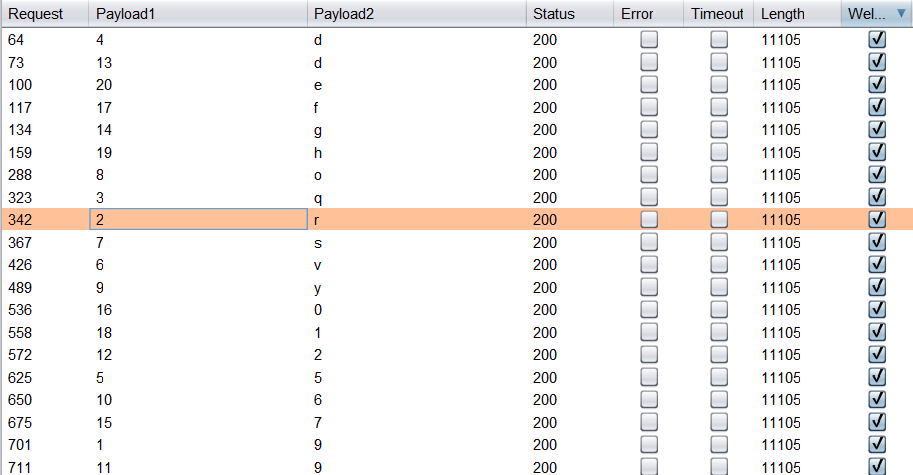 Request Payload1 Payload2 Status Error Timeout Length Wel...
64 4 d 200 11105
73 13 d 200 11105
100 20 e 200 11105
117 17 f 200 11105
134 14 g 200 11105
159 19 h 200 11105
288 8 o 200 11105
323 3 q 200 11105
342 2 r 200 11105
367 7 s 200 11105
426 6 v 200 11105
489 9 y 200 11105
536 16 0 200 11105
558 18 1 200 11105
572 12 2 200 11105
625 5 5 200 11105
650 10 6 200 11105
675 15 7 200 11105
701 1 9 200 11105
711 11 9 200 11105